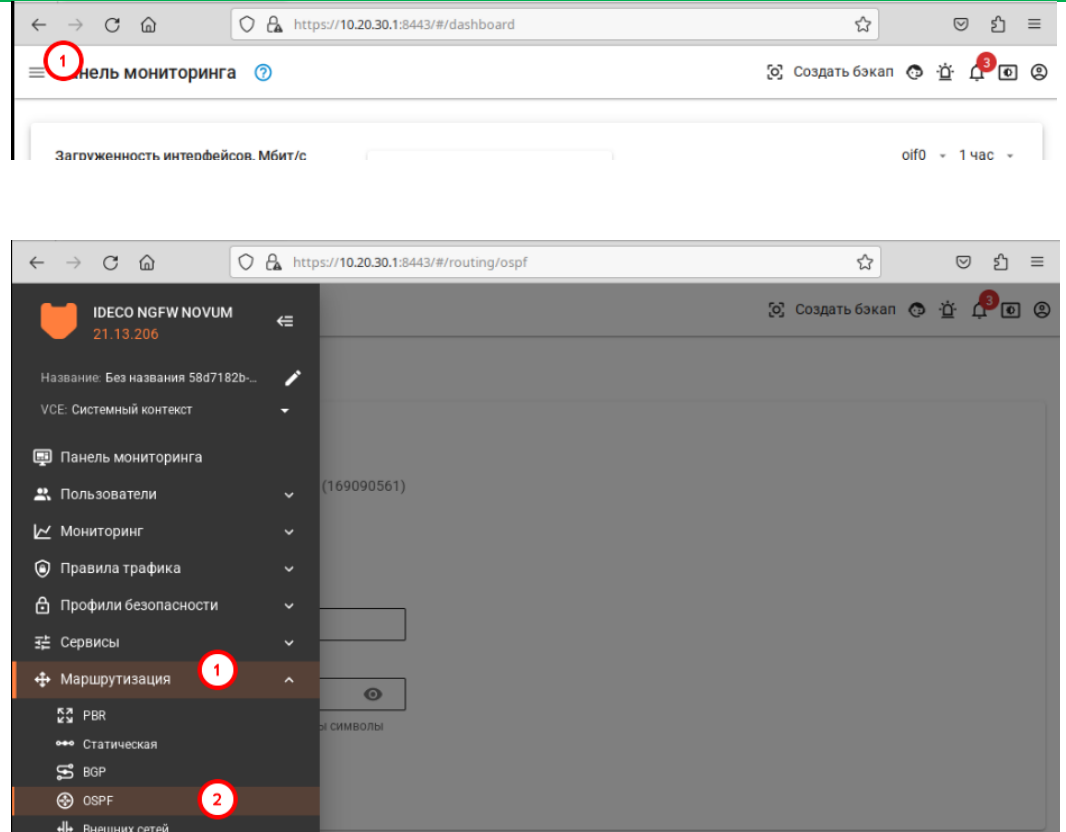 https://10.20.30.1:8443/#/dashboard
1
нель мониторинга ?
Создать бэкап 3
Загруженность интерфейсов, Мбит/с
oif0 1 час
https://10.20.30.1:8443/#/routing/ospf
IDECO NGFW NOVUM
21.13.206
Создать бэкап 3
Название: Без названия 58d7182b-...
VCE: Системный контекст
Панель мониторинга
Пользователи
(169090561)
Мониторинг
Правила трафика
Профили безопасности
Сервисы
Маршрутизация 1
PBR
символы
Статическая
BGP
OSPF 2
Внешних сетей